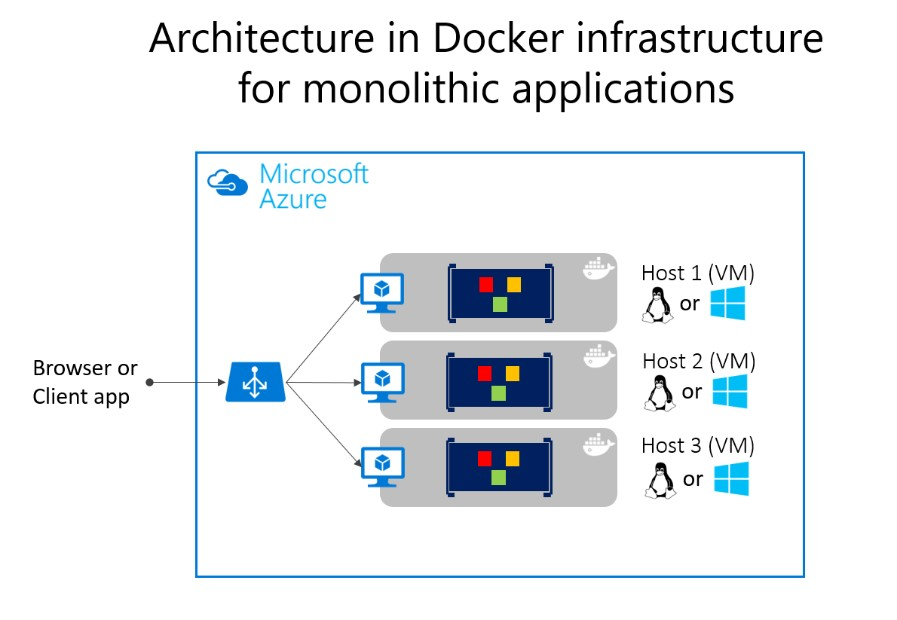 Architecture in Docker infrastructure
for monolithic applications
Microsoft
Azure
Host 1 (VM)
or
Browser or
Client app
Host 2 (VM)
or
Host 3 (VM)
or